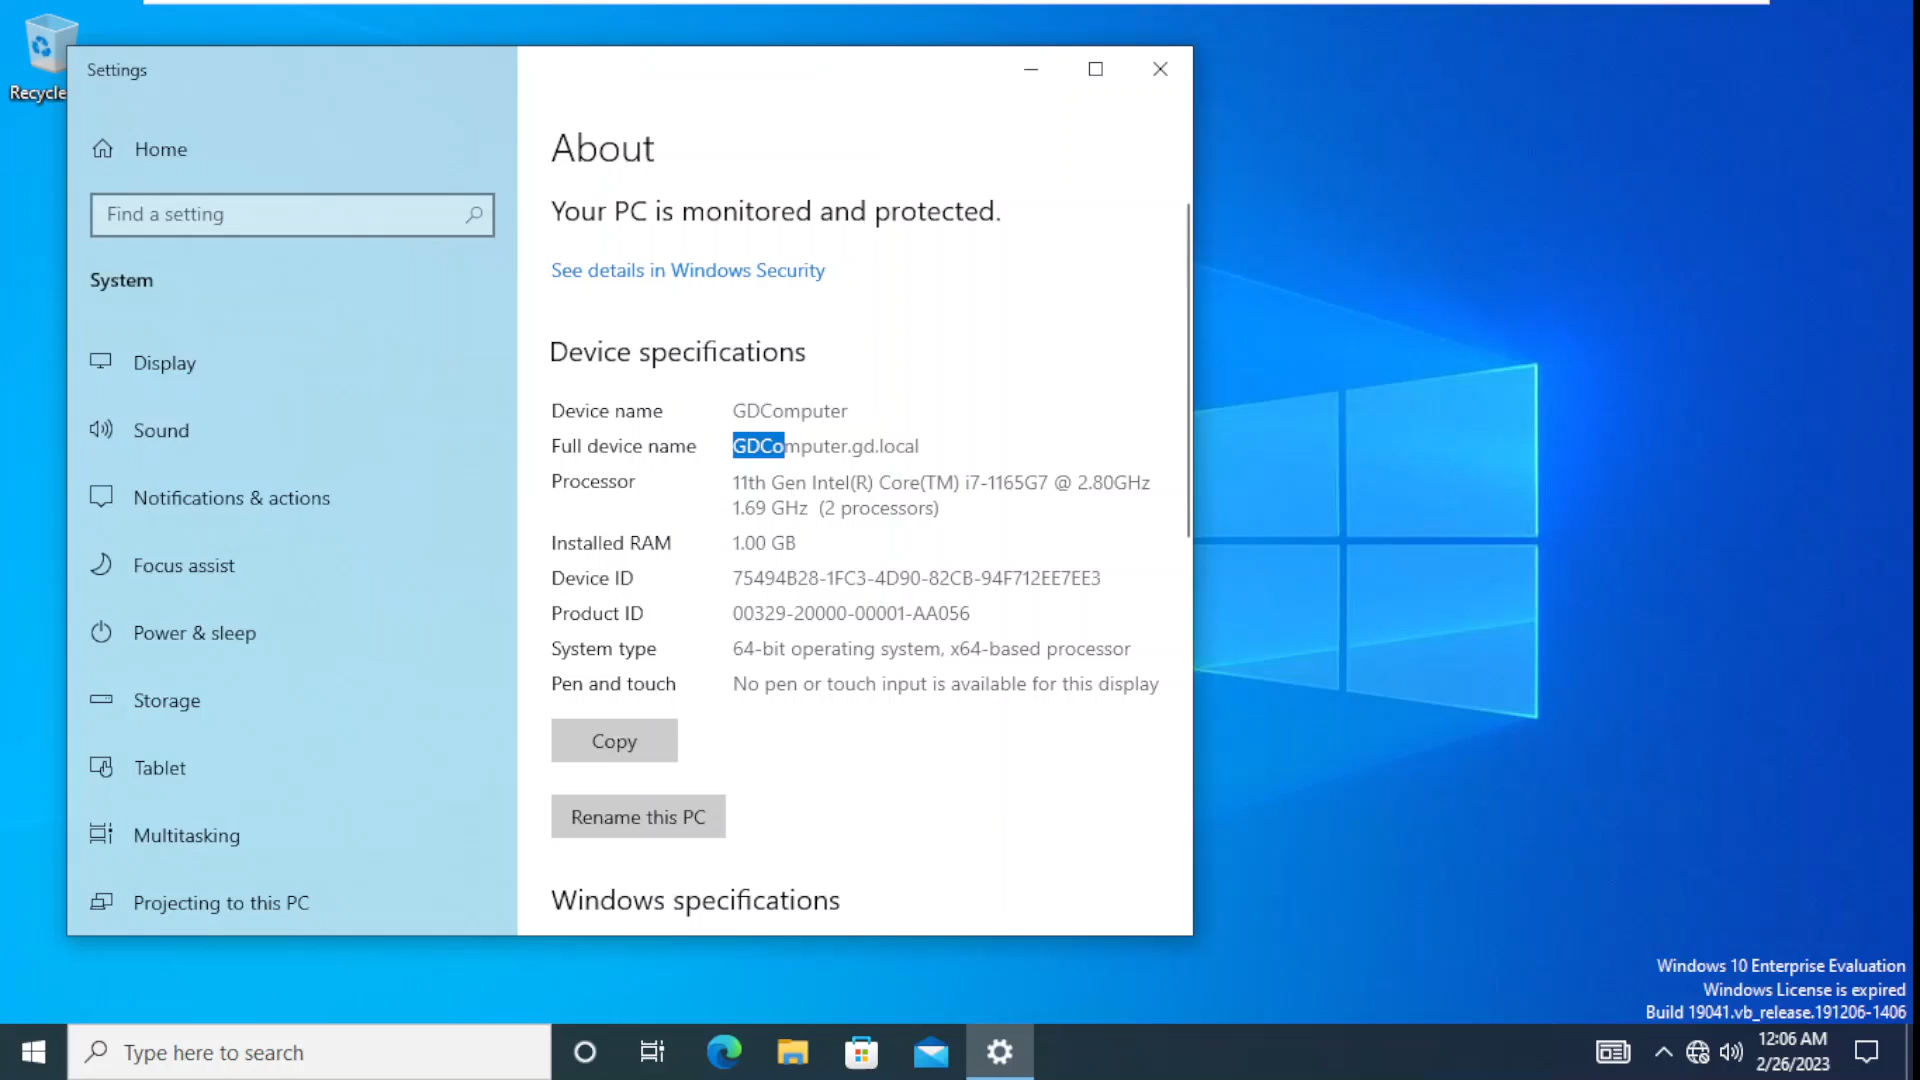 Recycle
Settings
Home
Find a setting
System
Display
Sound
Notifications & actions
Focus assist
Power & sleep
Storage
Tablet
Multitasking
Projecting to this PC
About
Your PC is monitored and protected.
See details in Windows Security
Device specifications
Device name GDComputer
Full device name GDComputer.gd.local
Processor 11th Gen Intel(R) Core(TM) i7-1165G7 @ 2.80GHz
1.69 GHz (2 processors)
Installed RAM 1.00 GB
Device ID 75494B28-1FC3-4D90-82CB-94F712EE7EE3
Product ID 00329-20000-00001-AA056
System type 64-bit operating system, x64-based processor
Pen and touch No pen or touch input is available for this display
Copy
Rename this PC
Windows specifications
Windows 10 Enterprise Evaluation
Windows License is expired
Build 19041.vb_release.191206-1406
Type here to search
12:06 AM
2/26/2023